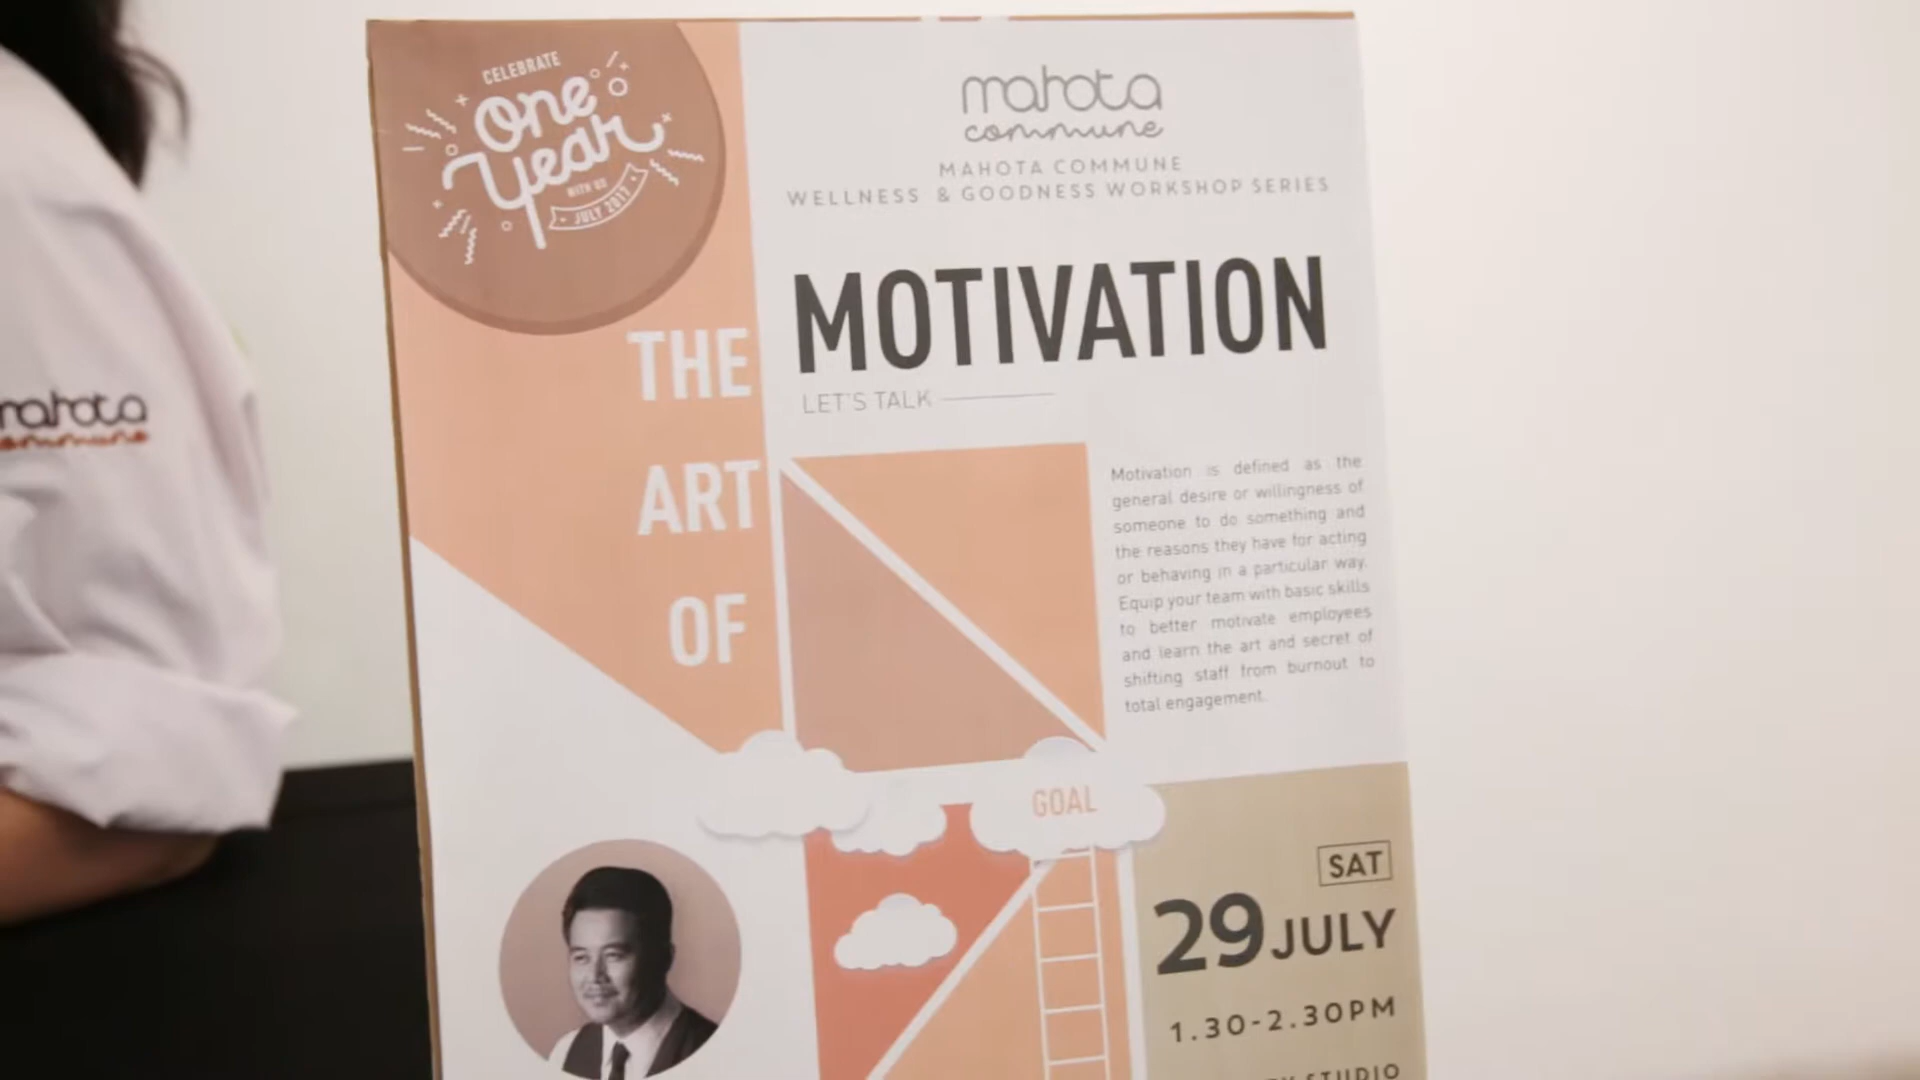 CELEBRATE
One
Year
WITH US
JULY 2017
mahota
commune
MAHOTA COMMUNE
WELLNESS & GOODNESS WORKSHOP SERIES
THE
ART
OF
MOTIVATION
LET'S TALK
Motivation is defined as the
general desire or willingness of
someone to do something and
the reasons they have for acting
or behaving in a particular way.
Equip your team with basic skills
to better motivate employees
and learn the art and secret of
shifting staff from burnout to
total engagement.
GOAL
SAT
29 JULY
1.30-2.30PM
STUDIO
mahota
commune